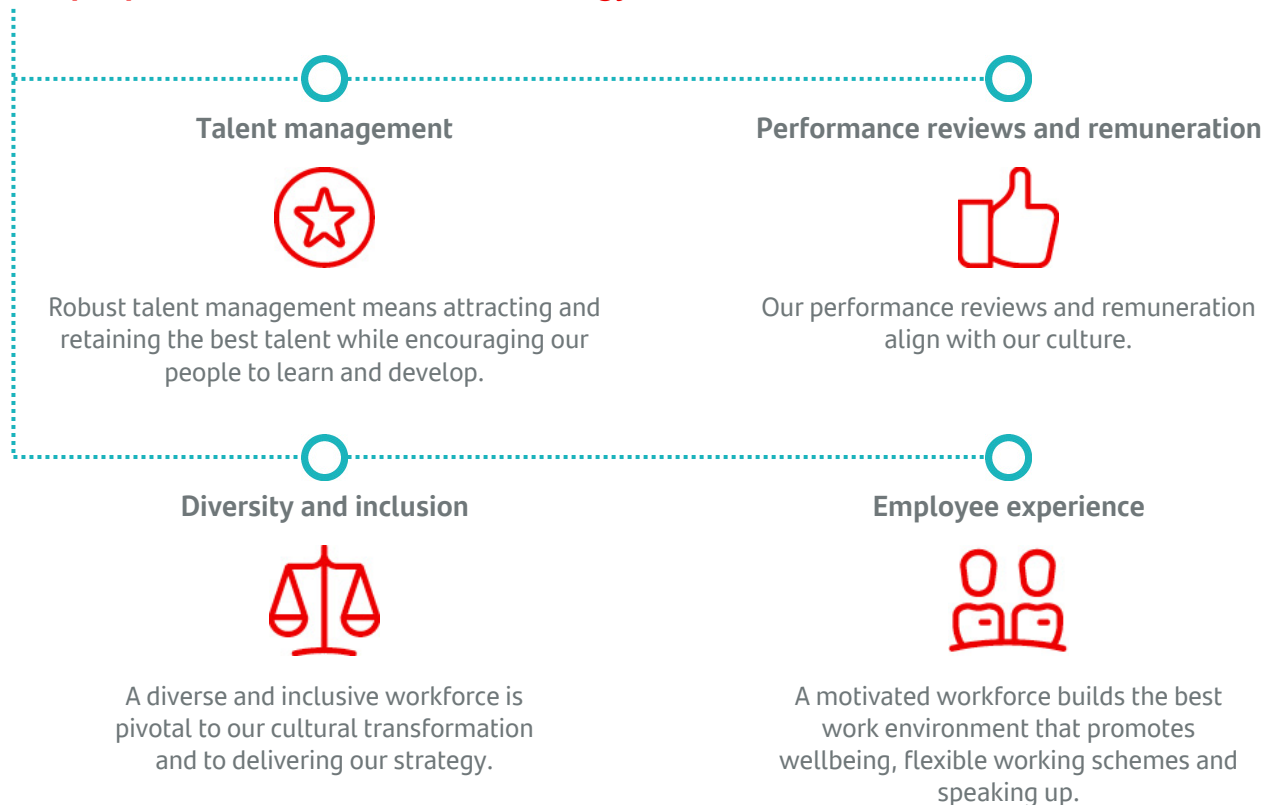 Talent management
Performance reviews and remuneration
Robust talent management means attracting and
retaining the best talent while encouraging our
people to learn and develop.
Our performance reviews and remuneration
align with our culture.
Diversity and inclusion
Employee experience
A diverse and inclusive workforce is
pivotal to our cultural transformation
and to delivering our strategy.
A motivated workforce builds the best
work environment that promotes
wellbeing, flexible working schemes and
speaking up.